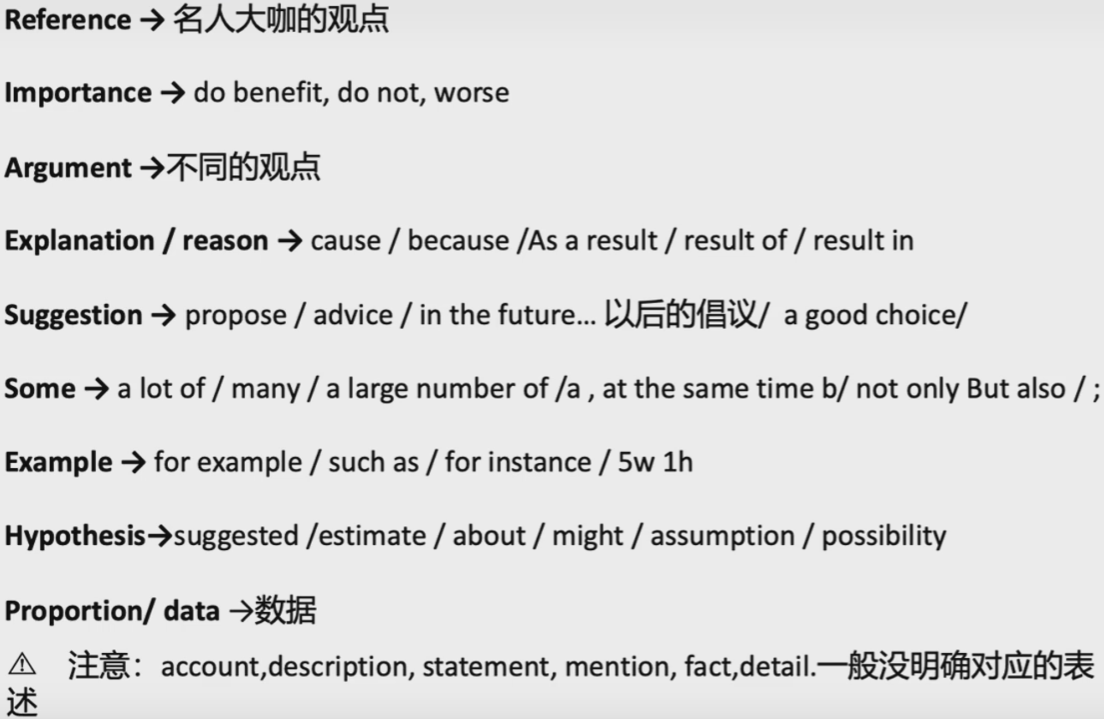 Reference → 名人大咖的观点
Importance → do benefit, do not, worse
Argument →不同的观点
Explanation / reason → cause / because /As a result / result of / result in
Suggestion → propose / advice / in the future... 以后的倡议/ a good choice/
Some → a lot of / many / a large number of /a , at the same time b/ not only But also / ;
Example → for example / such as / for instance / 5w 1h
Hypothesis→suggested /estimate / about / might / assumption / possibility
Proportion/ data →数据
⚠ 注意：account,description, statement, mention, fact,detail.一般没明确对应的表
述